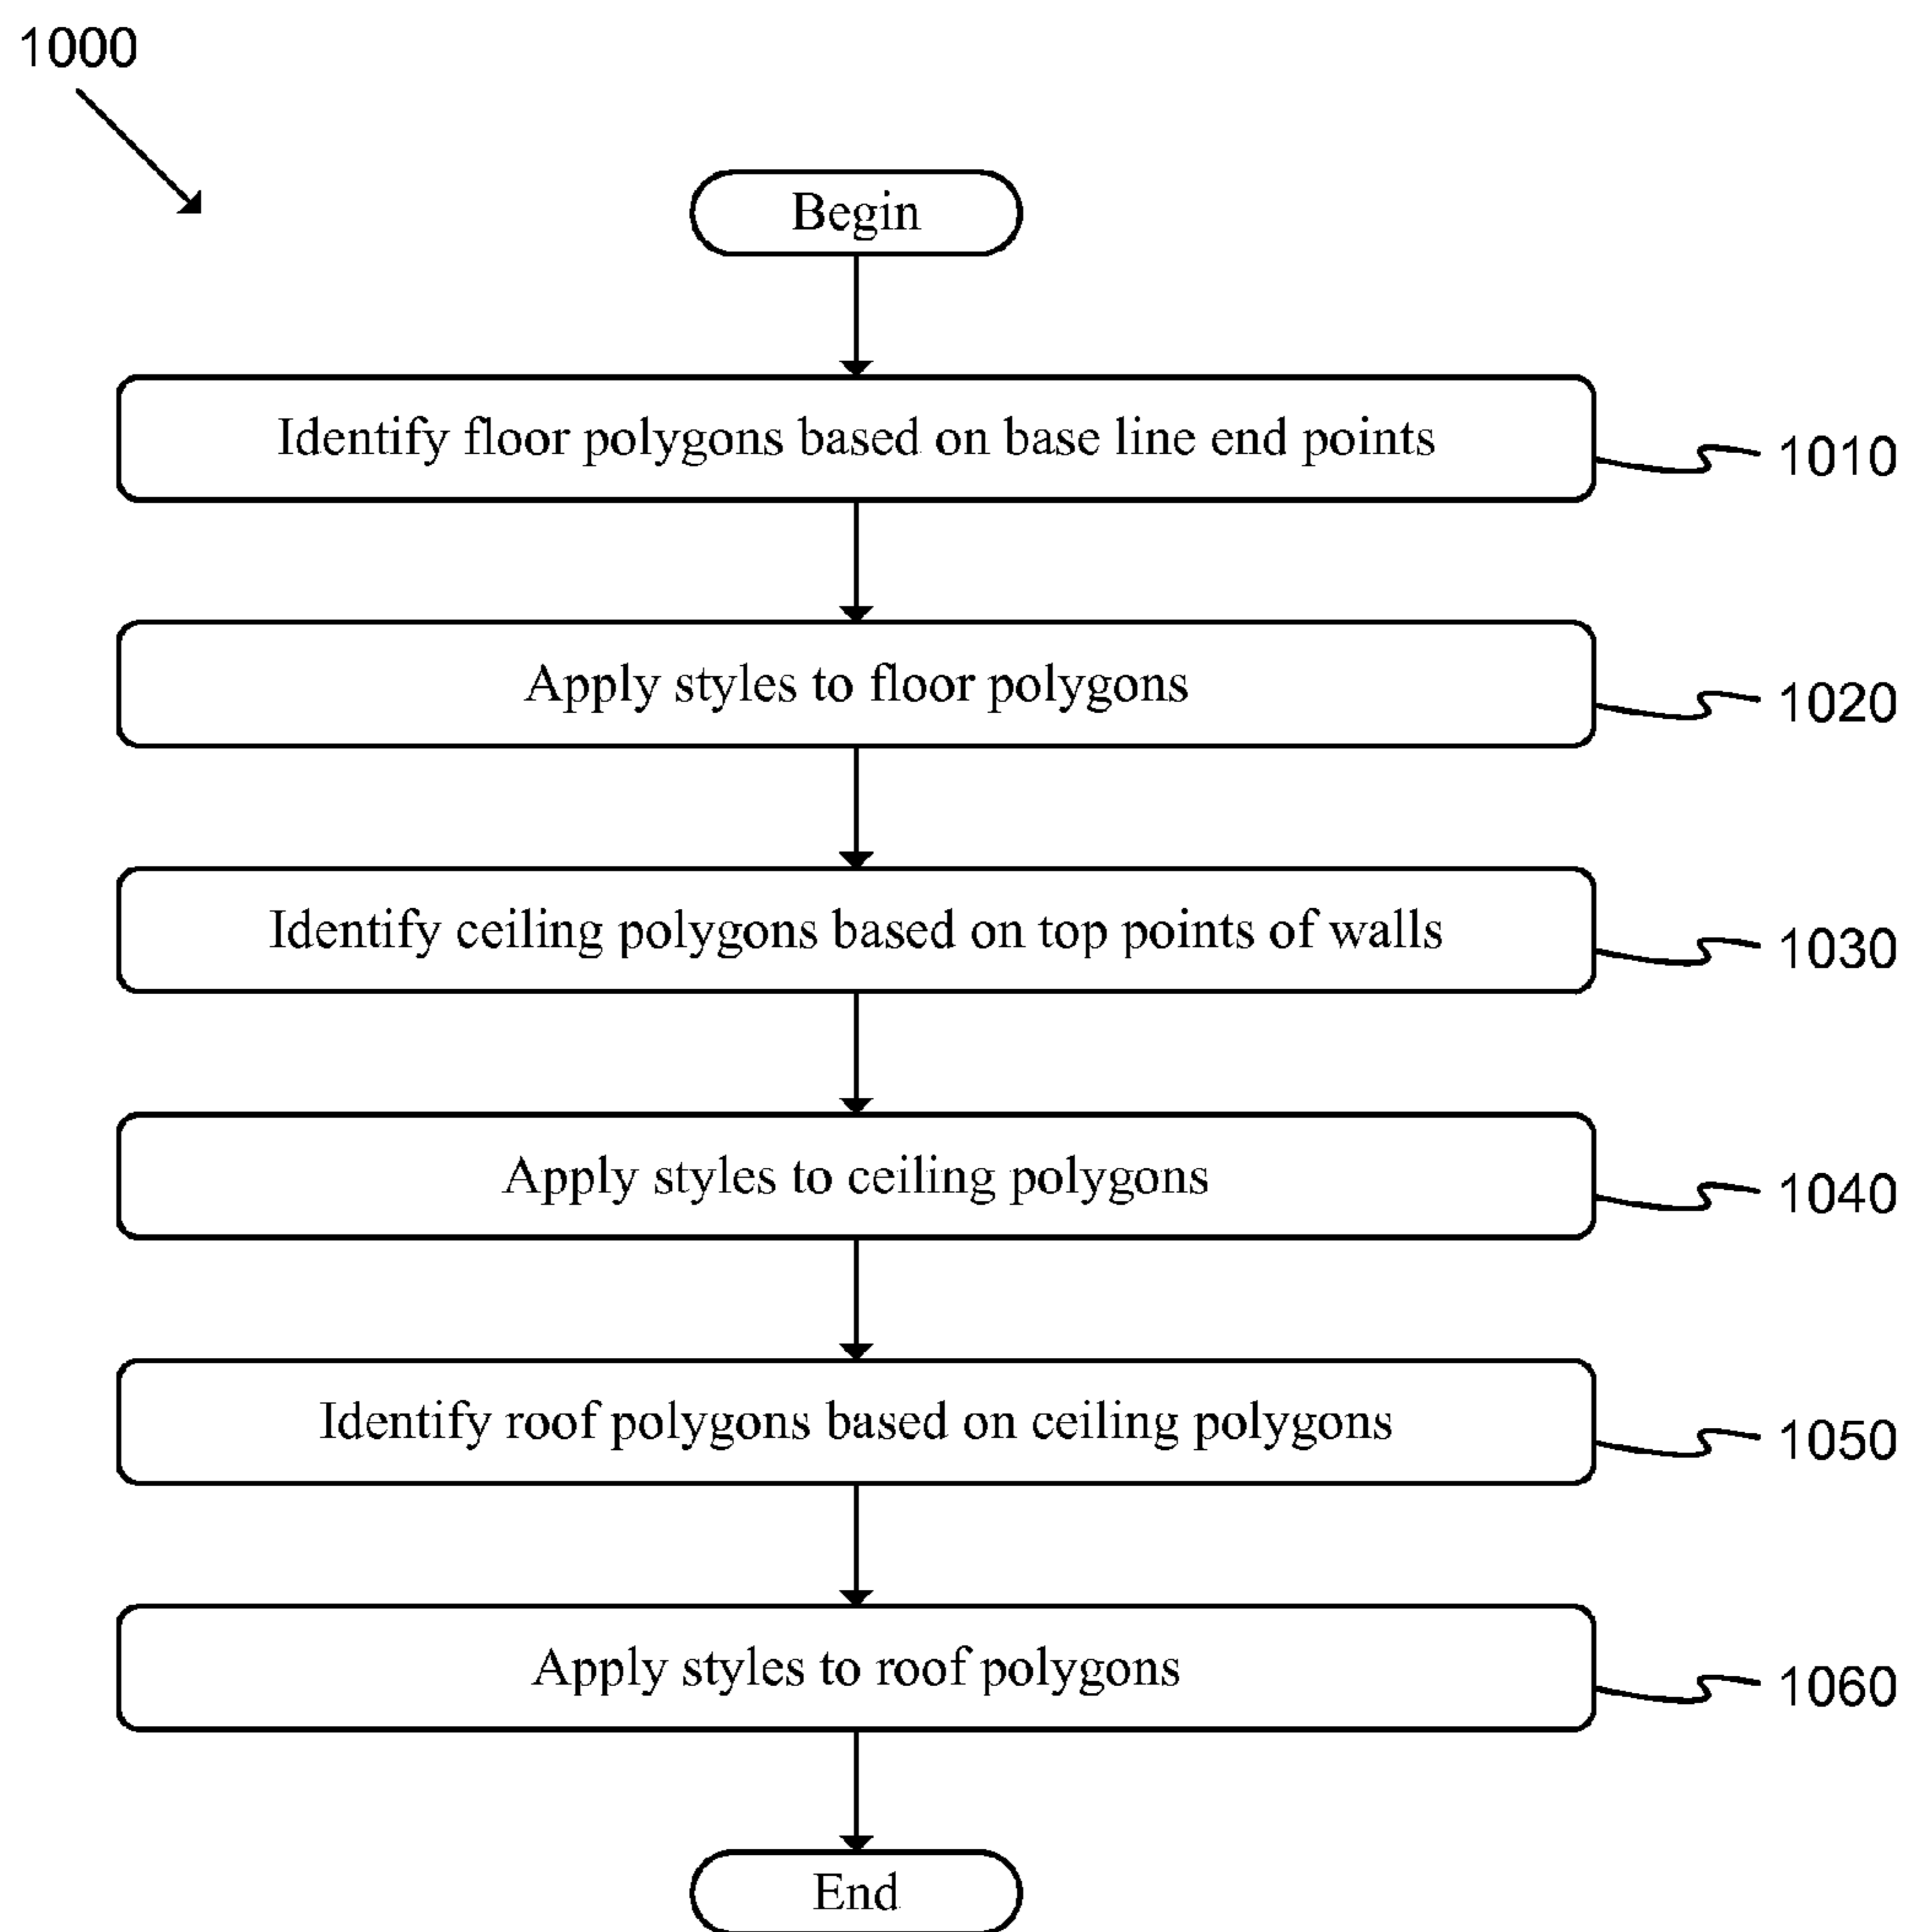 1000
Begin
Identify floor polygons based on base line end points
1010
Apply styles to floor polygons
1020
Identify ceiling polygons based on top points of walls
1030
Apply styles to ceiling polygons
1040
Identify roof polygons based on ceiling polygons
1050
Apply styles to roof polygons
1060
End